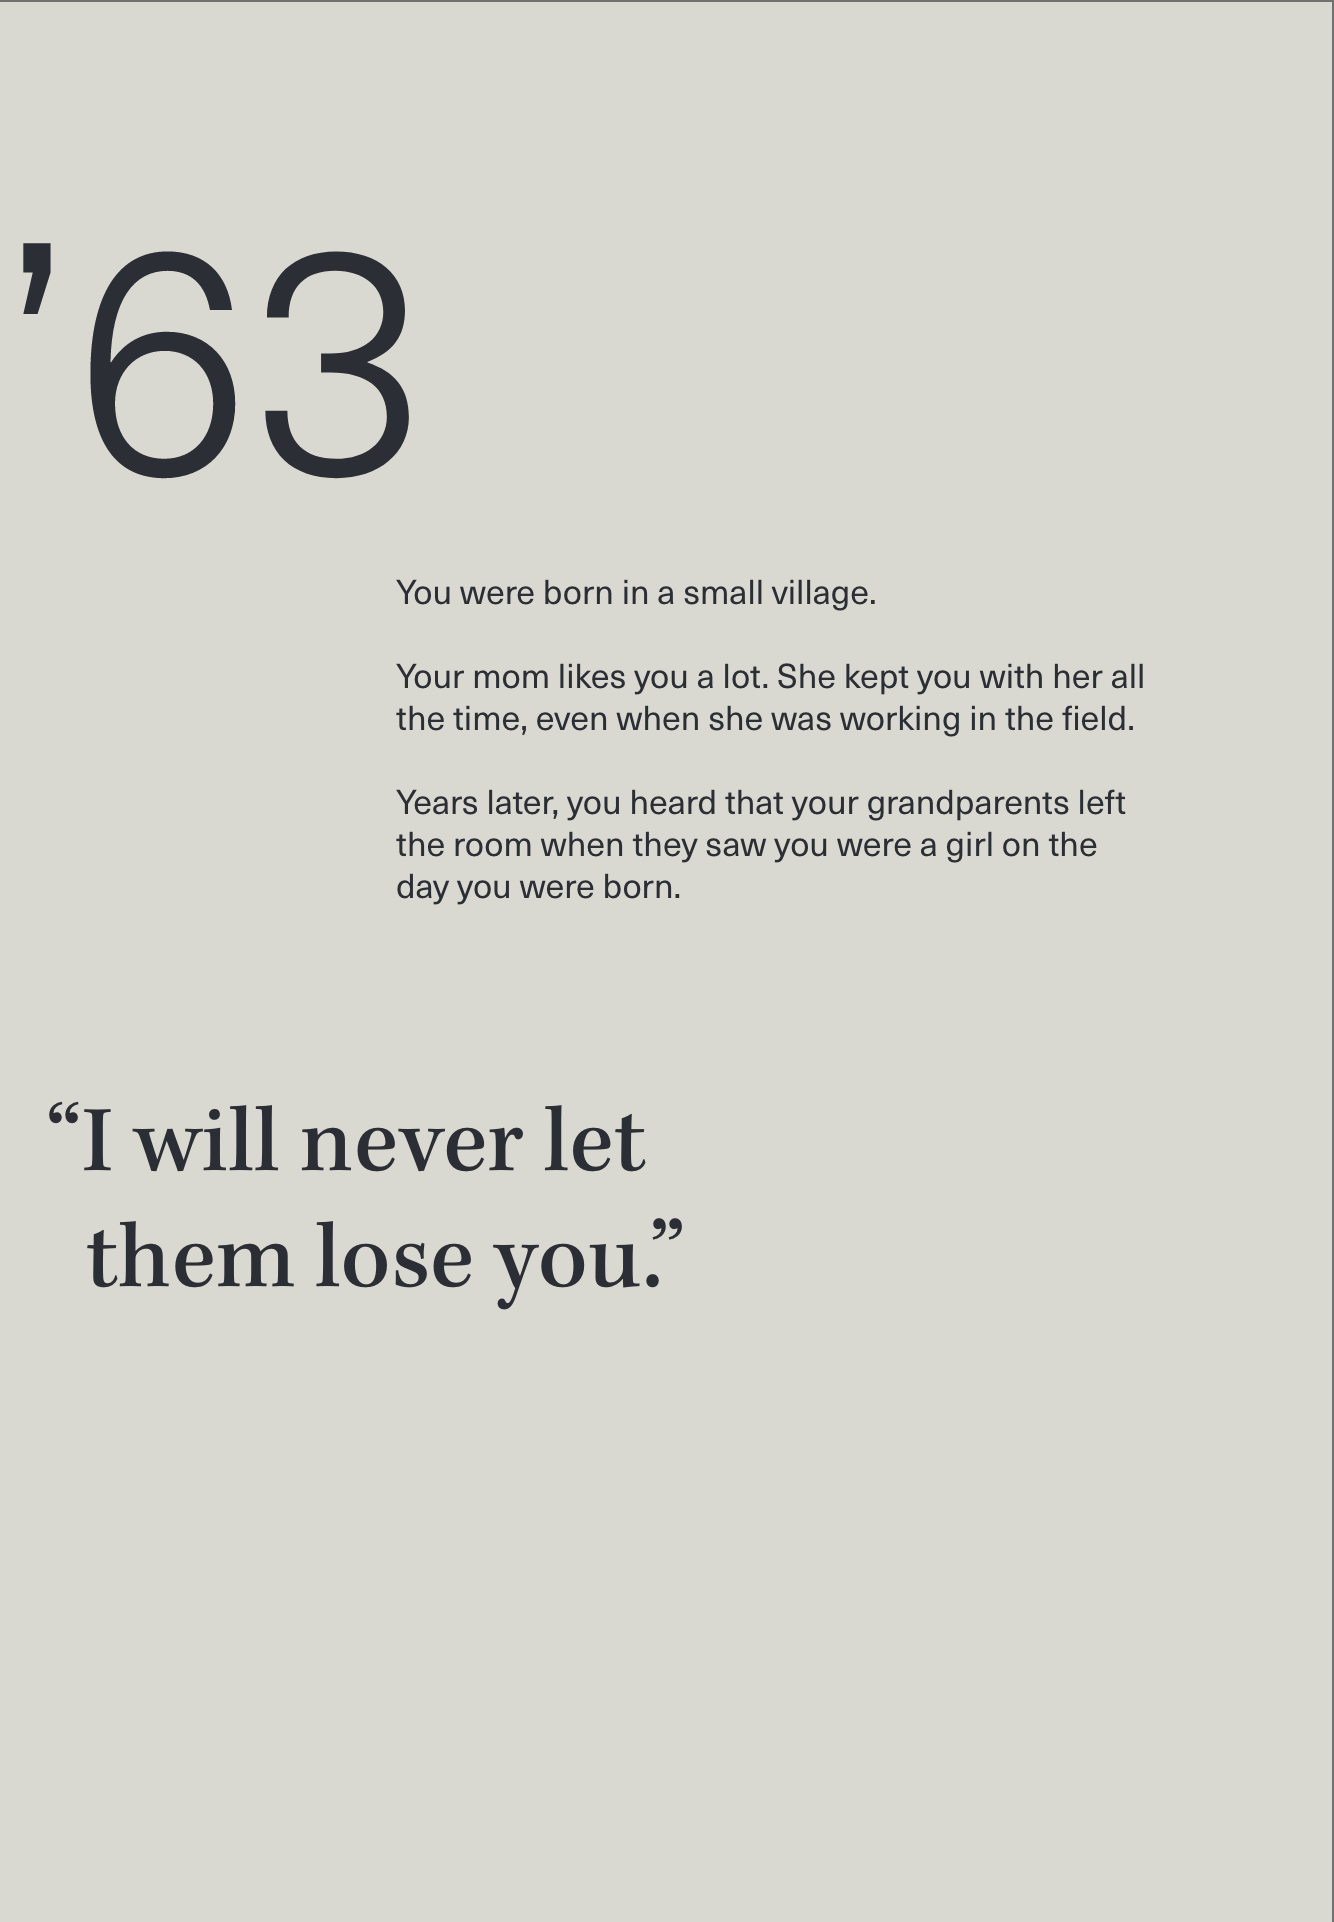 ’63
You were born in a small village.
Your mom likes you a lot. She kept you with her all
the time, even when she was working in the field.
Years later, you heard that your grandparents left
the room when they saw you were a girl on the
day you were born.
“I will never let
them lose you.”